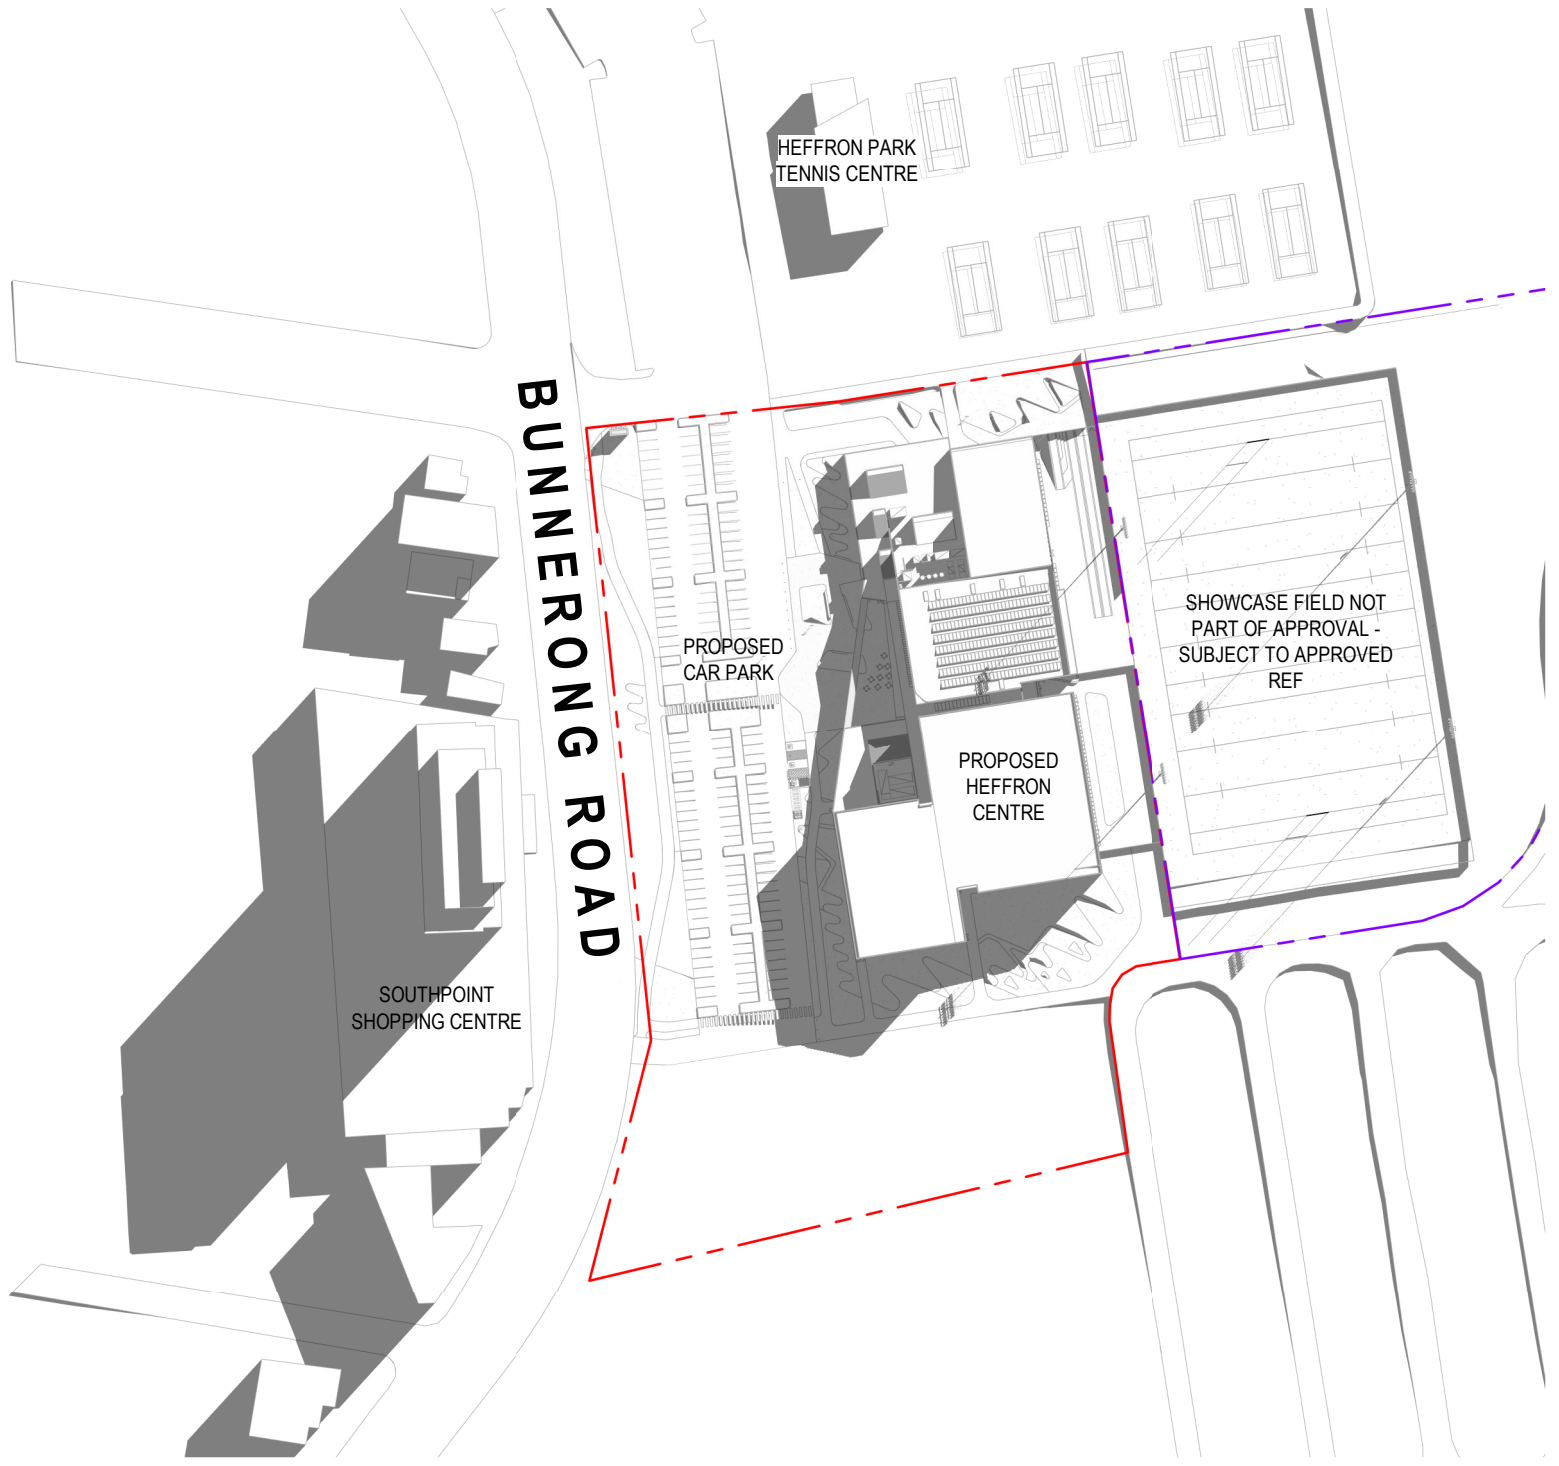 HEFFRON PARK
TENNIS CENTRE
BUNNERONG ROAD
SHOWCASE FIELD NOT
PART OF APPROVAL -
SUBJECT TO APPROVED
REF
PROPOSED
CAR PARK
PROPOSED
HEFFRON
CENTRE
SOUTHPOINT
SHOPPING CENTRE